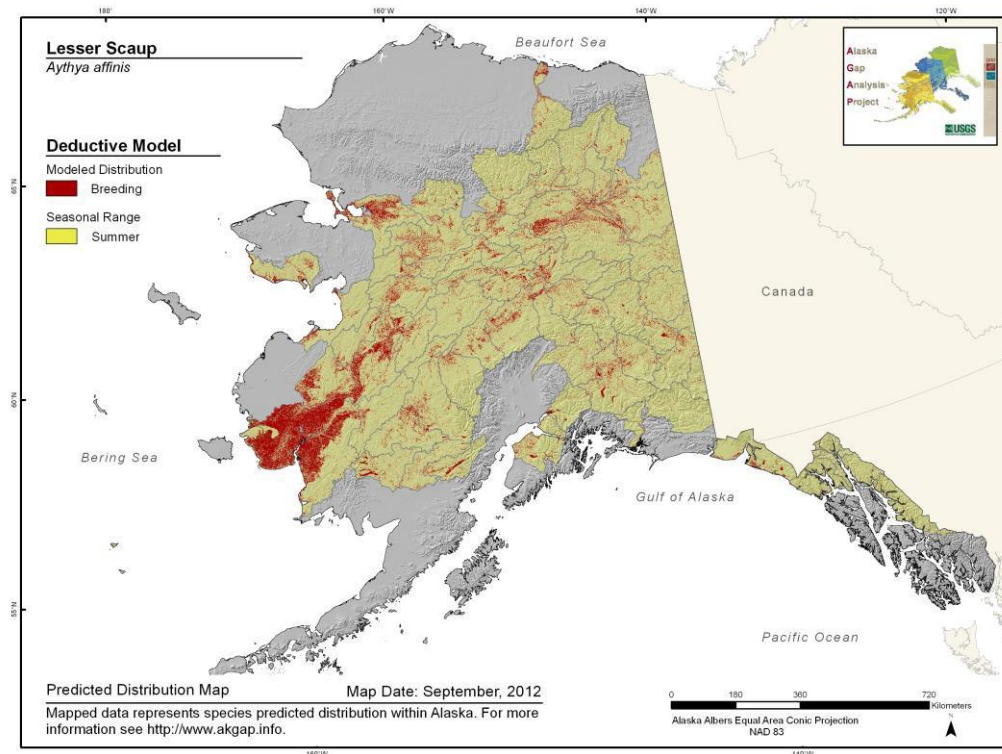 180°
160°W
140°W
120°W
Lesser Scaup
Aythya affinis
Beaufort Sea
Alaska
Gap
Analysis
Project
USGS
Deductive Model
Modeled Distribution
Breeding
Seasonal Range
Summer
65°N
Canada
60°N
Bering Sea
Gulf of Alaska
55°N
Pacific Ocean
Predicted Distribution Map
Map Date: September, 2012
Mapped data represents species predicted distribution within Alaska. For more
information see http://www.akgap.info.
0 180 360 720
Kilometers
Alaska Albers Equal Area Conic Projection
NAD 83
N
160°W
140°W